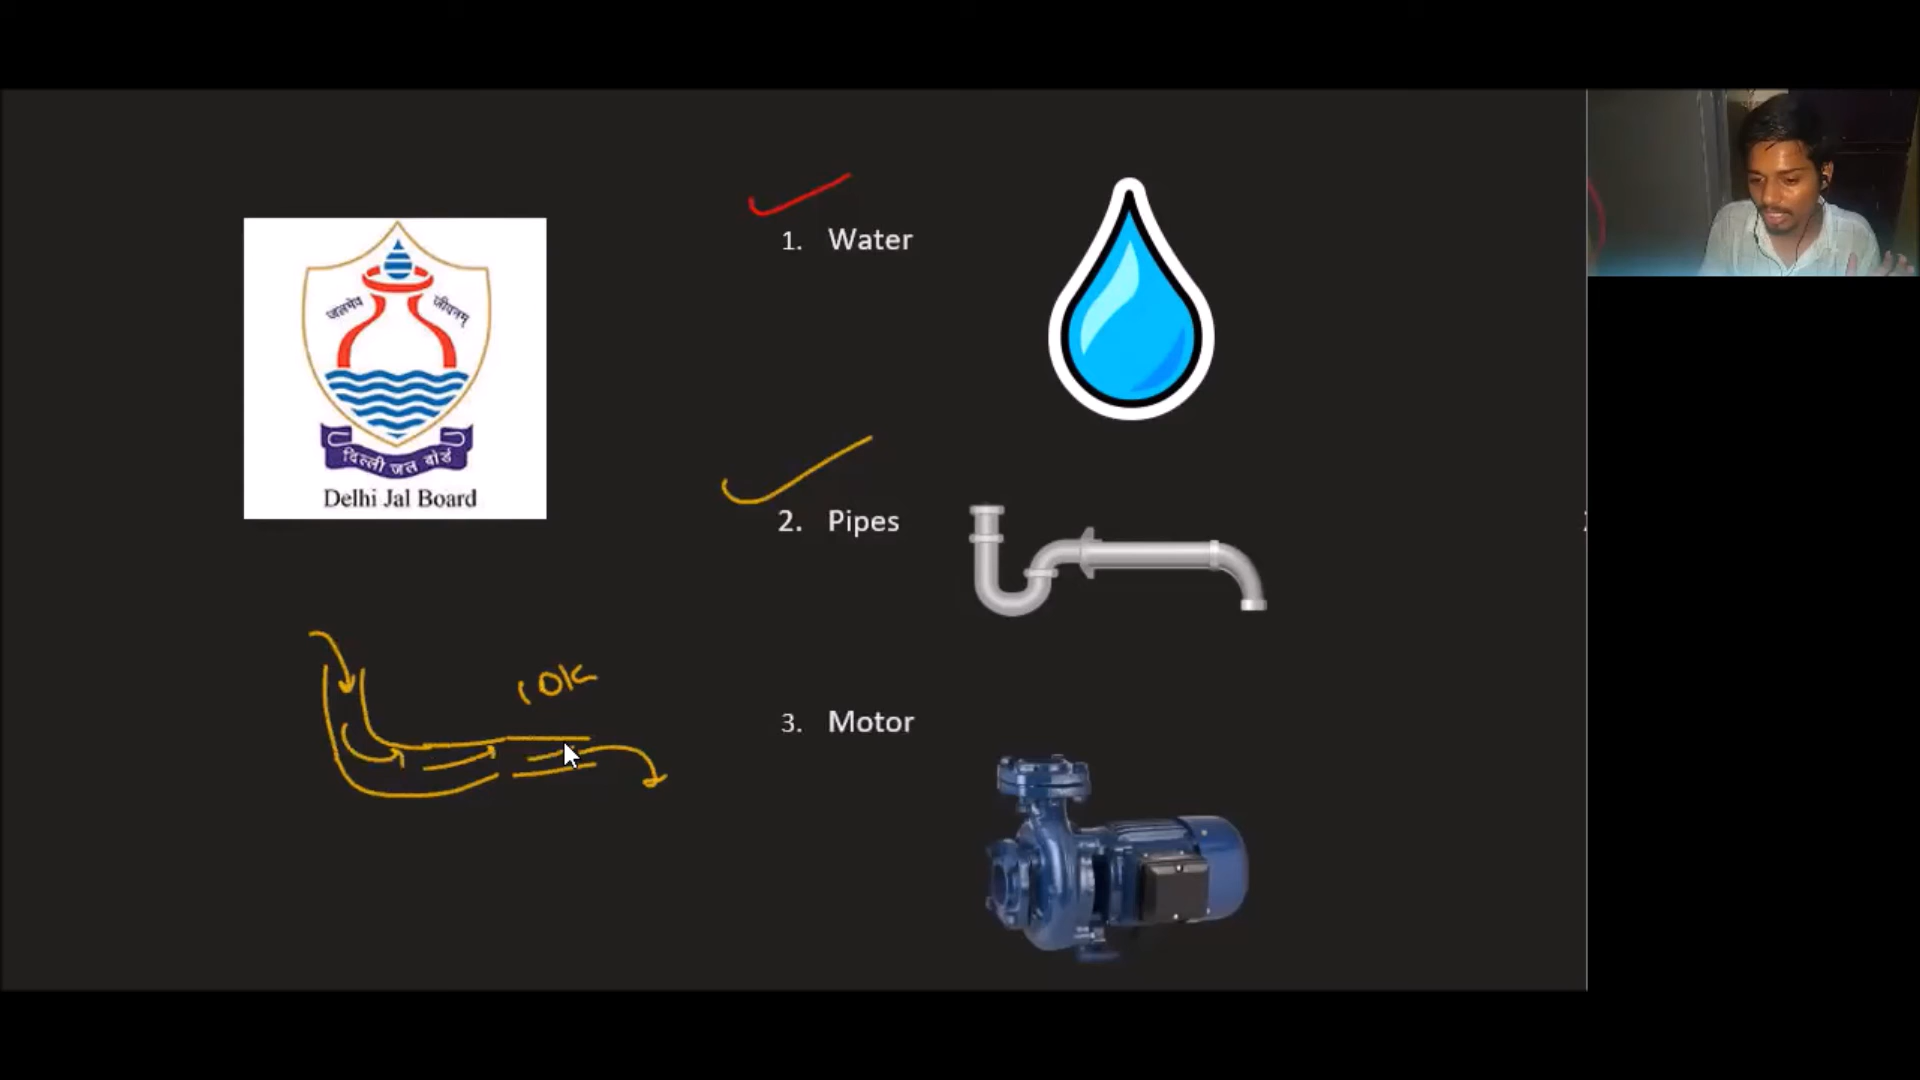 जलमेव जीवनम्
दिल्ली जल बोर्ड
Delhi Jal Board
1. Water
2. Pipes
10K
3. Motor